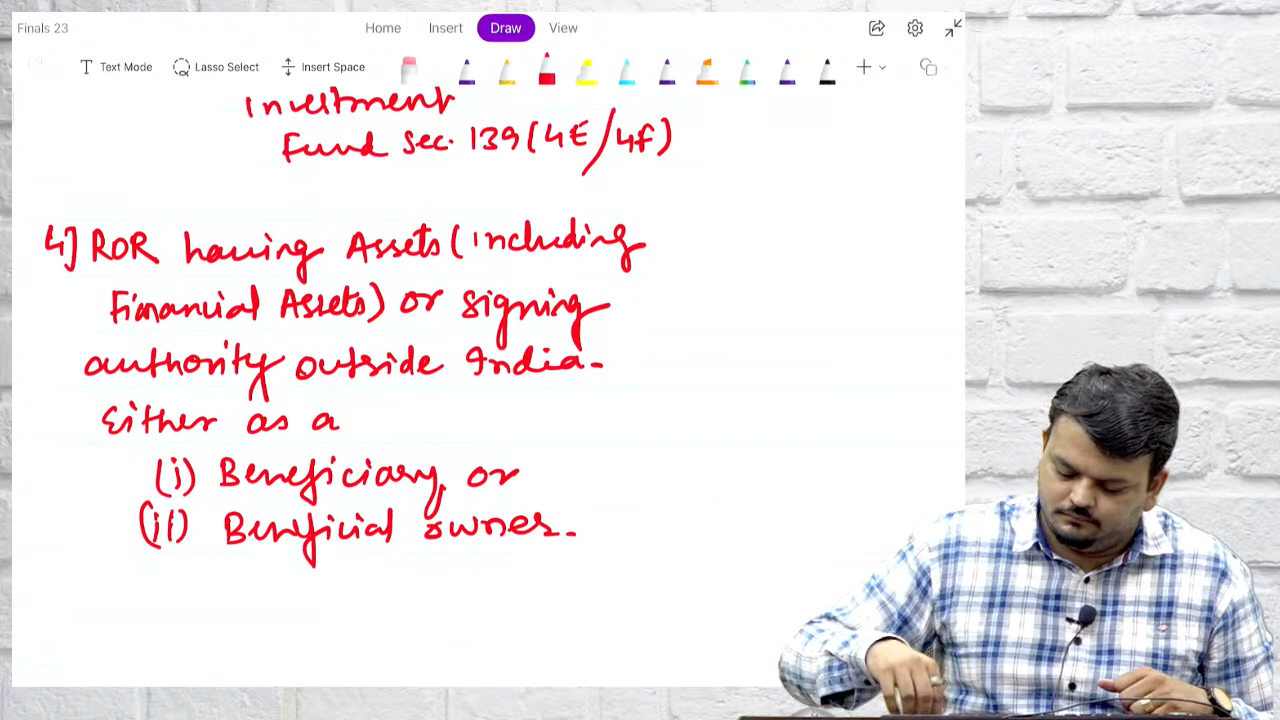 Finals 23
Home Insert Draw View
Text Mode Lasso Select Insert Space
Investment
Fund Sec. 139(4E/4F)
4] ROR having Assets (including
Financial Assets) or signing
authority outside India.
Either as a
(i) Beneficiary, or
(ii) Beneficial owner.